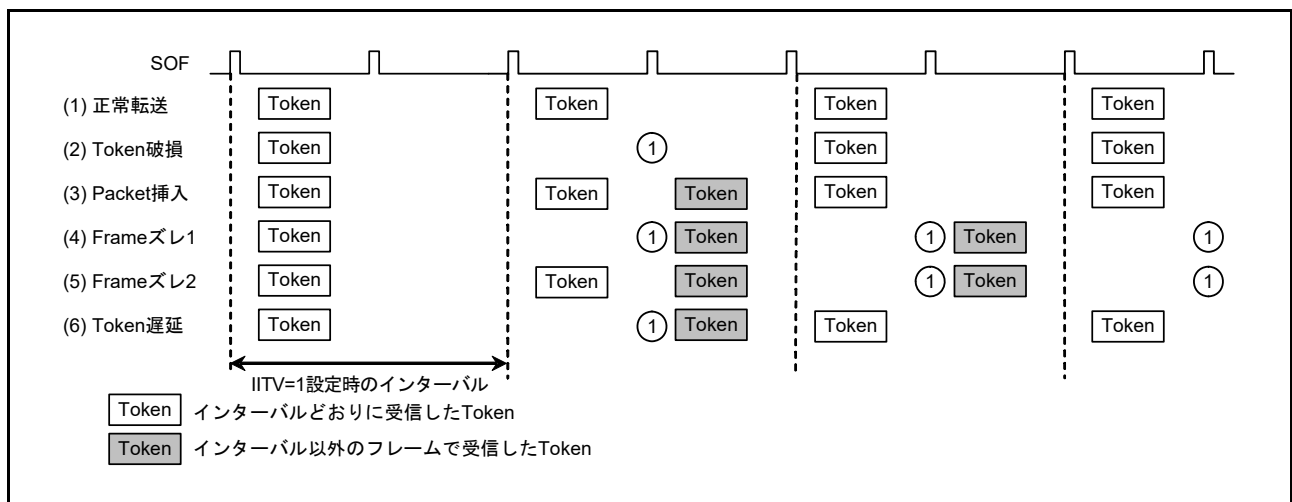 SOF
(1) 正常転送 Token Token Token Token
(2) Token破損 Token 1 Token Token
(3) Packet挿入 Token Token Token Token Token
(4) Frameズレ1 Token 1 Token 1 Token 1
(5) Frameズレ2 Token Token Token 1 Token 1
(6) Token遅延 Token 1 Token Token Token
IITV=1設定時のインターバル
Token インターバルどおりに受信したToken
Token インターバル以外のフレームで受信したToken